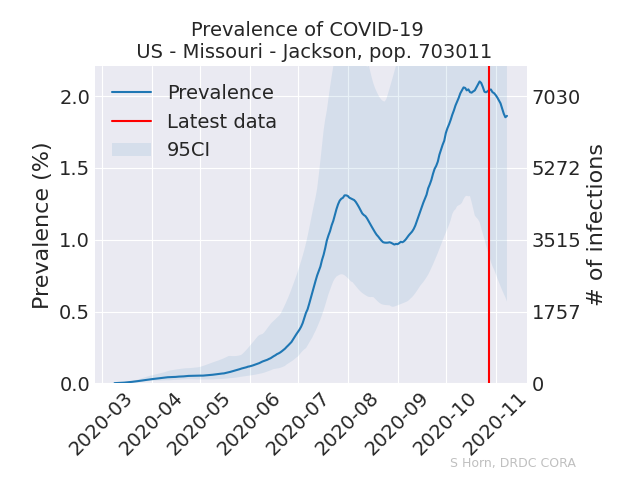 Prevalence of COVID-19
US - Missouri - Jackson, pop. 703011
Prevalence
Latest data
95CI
Prevalence (%)
2.0
1.5
1.0
0.5
0.0
7030
5272
3515
1757
0
# of infections
2020-03
2020-04
2020-05
2020-06
2020-07
2020-08
2020-09
2020-10
2020-11
S Horn, DRDC CORA